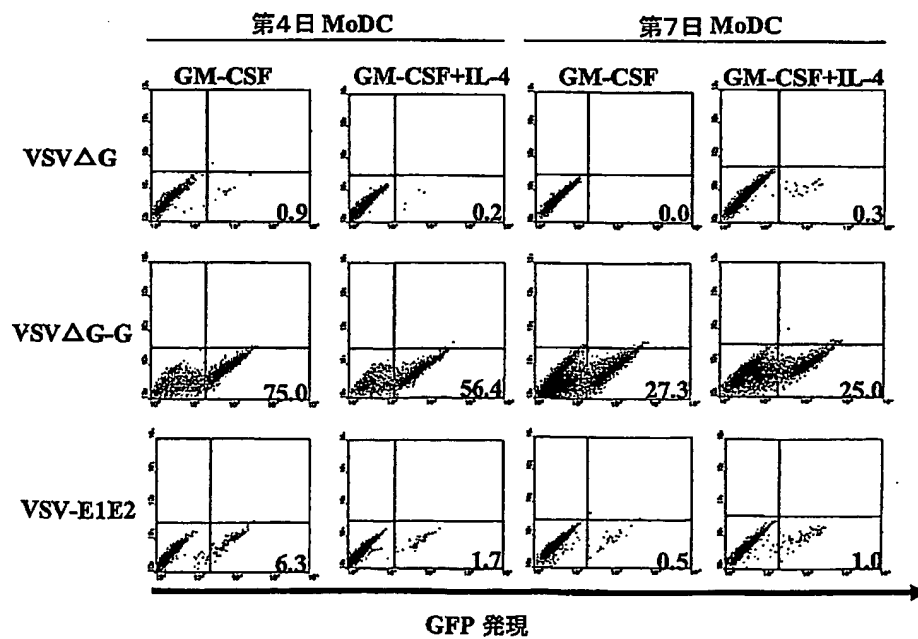 第4日 MoDC 第7日 MoDC
GM-CSF GM-CSF+IL-4 GM-CSF GM-CSF+IL-4
VSV△G 0.9 0.2 0.0 0.3
VSV△G-G 75.0 56.4 27.3 25.0
VSV-E1E2 6.3 1.7 0.5 1.0
GFP 発現